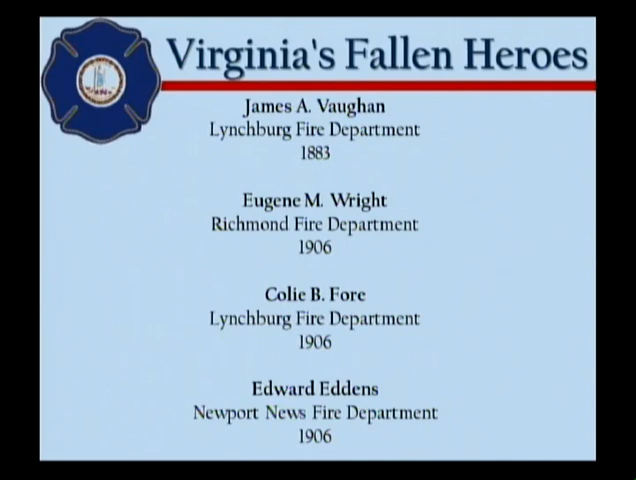 Virginia's Fallen Heroes
James A. Vaughan
Lynchburg Fire Department
1883
Eugene M. Wright
Richmond Fire Department
1906
Colie B. Fore
Lynchburg Fire Department
1906
Edward Eddens
Newport News Fire Department
1906